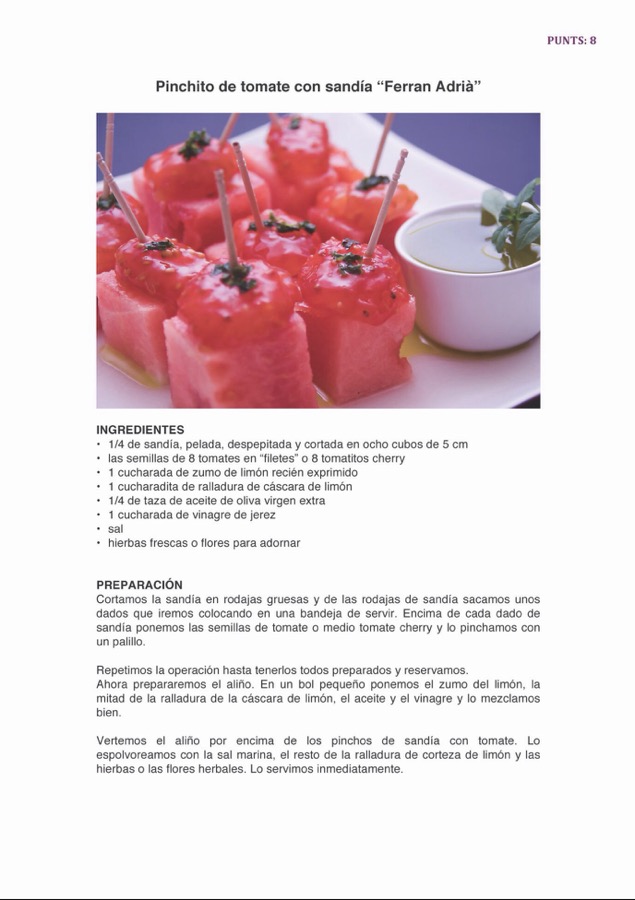 PUNTS: 8
Pinchito de tomate con sandía “Ferran Adrià”
INGREDIENTES
• 1/4 de sandía, pelada, despepitada y cortada en ocho cubos de 5 cm
• las semillas de 8 tomates en “filetes” o 8 tomatitos cherry
• 1 cucharada de zumo de limón recién exprimido
• 1 cucharadita de ralladura de cáscara de limón
• 1/4 de taza de aceite de oliva virgen extra
• 1 cucharada de vinagre de jerez
• sal
• hierbas frescas o flores para adornar
PREPARACIÓN
Cortamos la sandía en rodajas gruesas y de las rodajas de sandía sacamos unos
dados que iremos colocando en una bandeja de servir. Encima de cada dado de
sandía ponemos las semillas de tomate o medio tomate cherry y lo pinchamos con
un palillo.
Repetimos la operación hasta tenerlos todos preparados y reservamos.
Ahora prepararemos el aliño. En un bol pequeño ponemos el zumo del limón, la
mitad de la ralladura de la cáscara de limón, el aceite y el vinagre y lo mezclamos
bien.
Vertemos el aliño por encima de los pinchos de sandía con tomate. Lo
espolvoreamos con la sal marina, el resto de la ralladura de corteza de limón y las
hierbas o las flores herbales. Lo servimos inmediatamente.